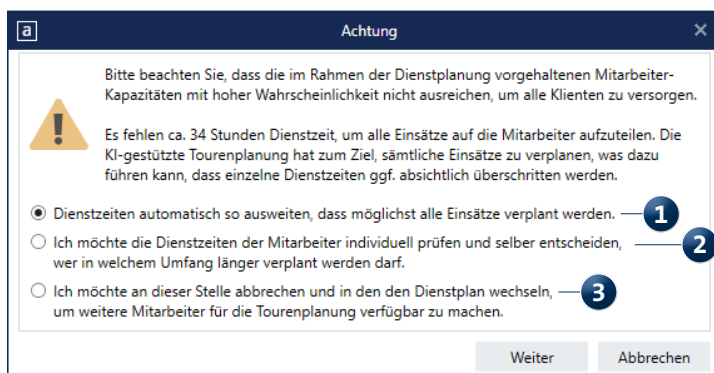 a
Achtung
Bitte beachten Sie, dass die im Rahmen der Dienstplanung vorgehaltenen Mitarbeiter-
Kapazitäten mit hoher Wahrscheinlichkeit nicht ausreichen, um alle Klienten zu versorgen.
Es fehlen ca. 34 Stunden Dienstzeit, um alle Einsätze auf die Mitarbeiter aufzuteilen. Die
KI-gestützte Tourenplanung hat zum Ziel, sämtliche Einsätze zu verplanen, was dazu
führen kann, dass einzelne Dienstzeiten ggf. absichtlich überschritten werden.
Dienstzeiten automatisch so ausweiten, dass möglichst alle Einsätze verplant werden. 1
Ich möchte die Dienstzeiten der Mitarbeiter individuell prüfen und selber entscheiden, 2
wer in welchem Umfang länger verplant werden darf.
Ich möchte an dieser Stelle abbrechen und in den den Dienstplan wechseln, 3
um weitere Mitarbeiter für die Tourenplanung verfügbar zu machen.
Weiter Abbrechen